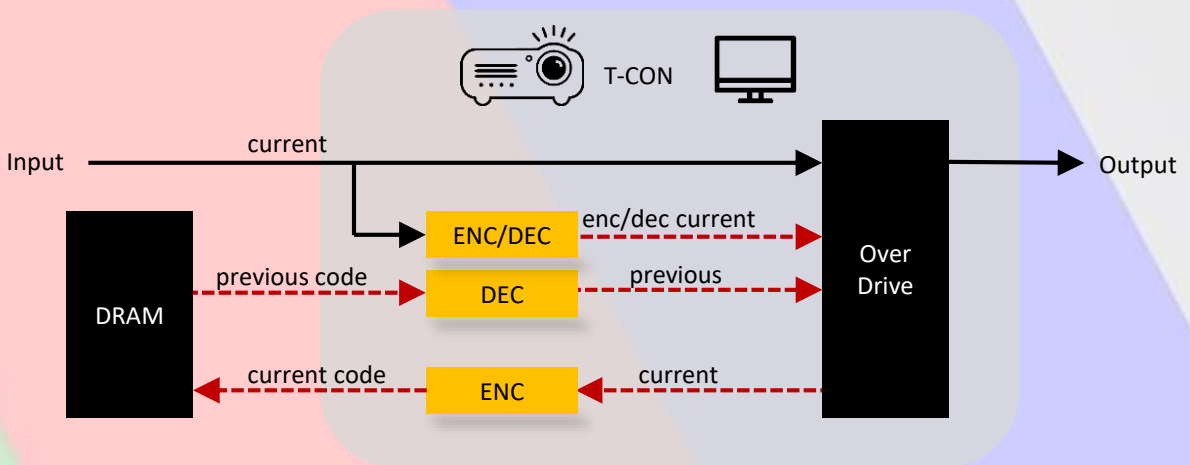 T-CON
current
Input
Output
enc/dec current
ENC/DEC
Over
Drive
previous code
previous
DEC
DRAM
current code
current
ENC